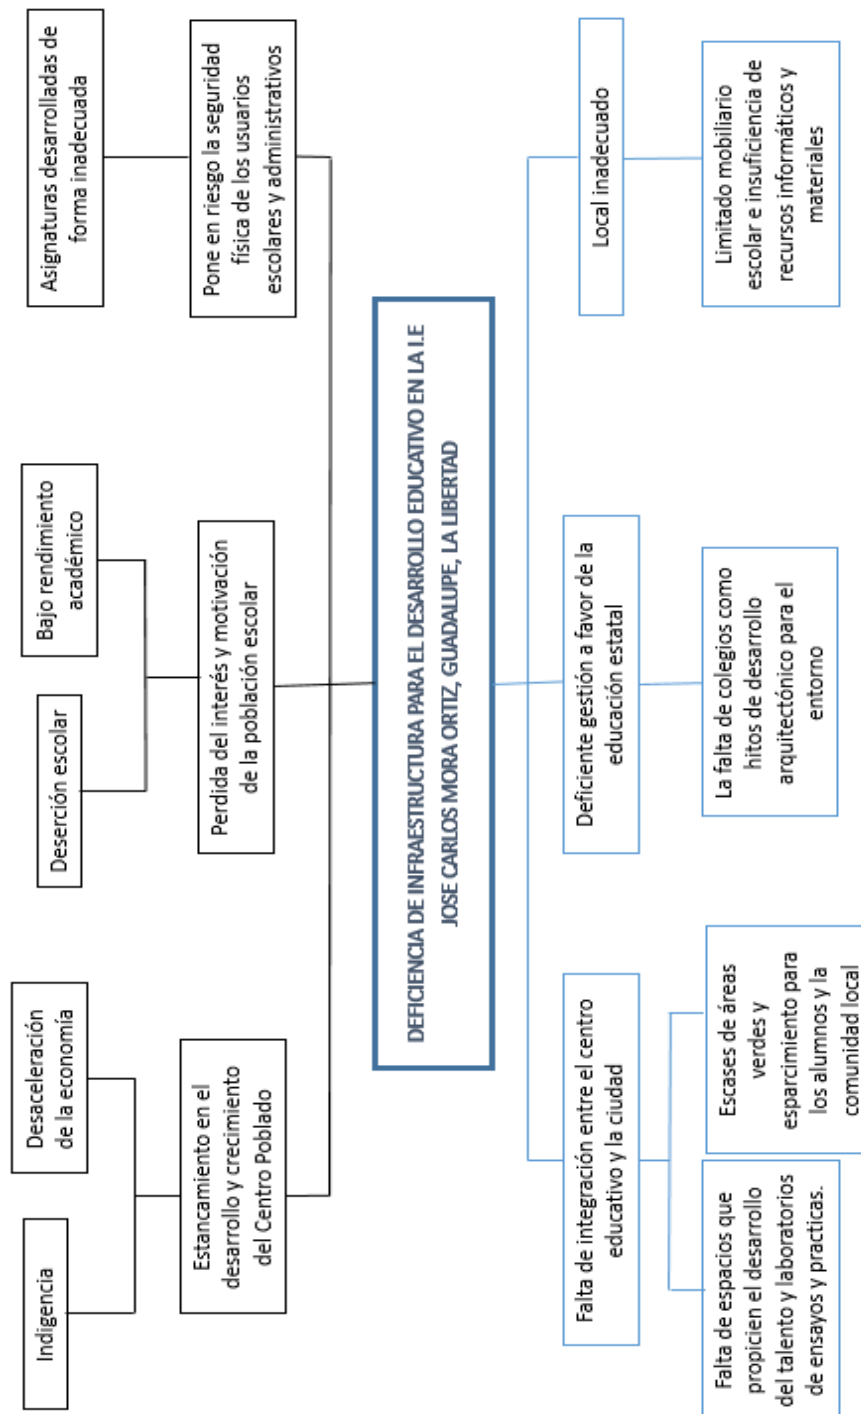 Indigencia
Desaceleración
de la economía
Deserción escolar
Bajo rendimiento
académico
Asignaturas desarrolladas de
forma inadecuada
Estancamiento en el
desarrollo y crecimiento
del Centro Poblado
Perdida del interés y motivación
de la población escolar
Pone en riesgo la seguridad
física de los usuarios
escolares y administrativos
DEFICIENCIA DE INFRAESTRUCTURA PARA EL DESARROLLO EDUCATIVO EN LA I.E
JOSE CARLOS MORA ORTIZ, GUADALUPE, LA LIBERTAD
Falta de integración entre el centro
educativo y la ciudad
Deficiente gestión a favor de la
educación estatal
Local inadecuado
Falta de espacios que
propicien el desarrollo
del talento y laboratorios
de ensayos y practicas.
Escases de áreas
verdes y
esparcimiento para
los alumnos y la
comunidad local
La falta de colegios como
hitos de desarrollo
arquitectónico para el
entorno
Limitado mobiliario
escolar e insuficiencia de
recursos informáticos y
materiales